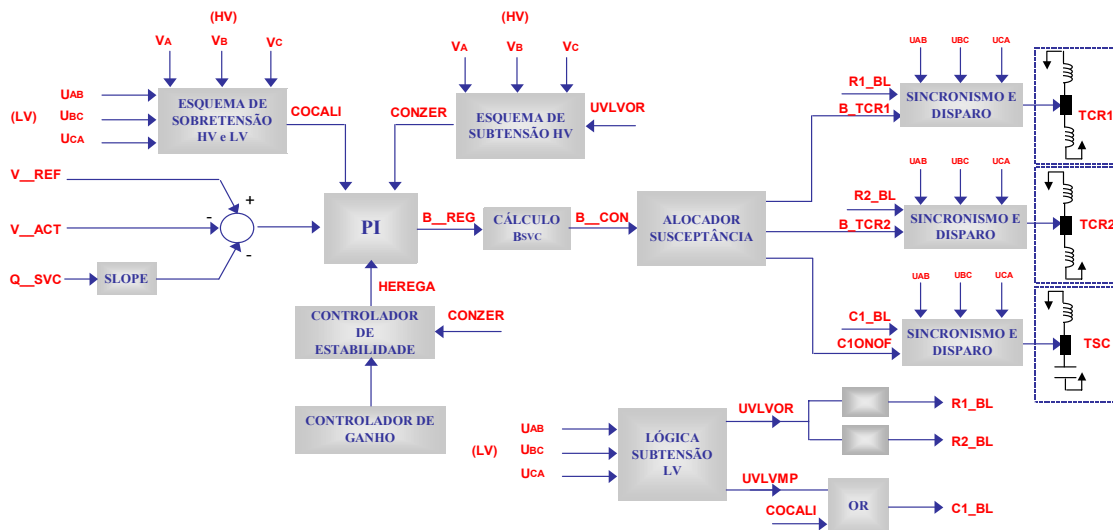 (HV)
VA
VB
VC
(LV)
UAB
UBC
UCA
ESQUEMA DE
SOBRETENSÃO
HV e LV
COCALI
(HV)
VA
VB
VC
CONZER
ESQUEMA DE
SUBTENSÃO HV
UVLVOR
V__REF
V__ACT
Q__SVC
SLOPE
+
-
-
PI
B__REG
CÁLCULO
BSVC
B__CON
ALOCADOR
SUSCEPTÂNCIA
HEREGA
CONTROLADOR
DE
ESTABILIDADE
CONZER
CONTROLADOR DE
GANHO
UAB
UBC
UCA
R1_BL
B_TCR1
SINCRONISMO E
DISPARO
TCR1
UAB
UBC
UCA
R2_BL
B_TCR2
SINCRONISMO E
DISPARO
TCR2
UAB
UBC
UCA
C1_BL
C1ONOF
SINCRONISMO E
DISPARO
TSC
(LV)
UAB
UBC
UCA
LÓGICA
SUBTENSÃO
LV
UVLVOR
R1_BL
R2_BL
UVLVMP
COCALI
OR
C1_BL